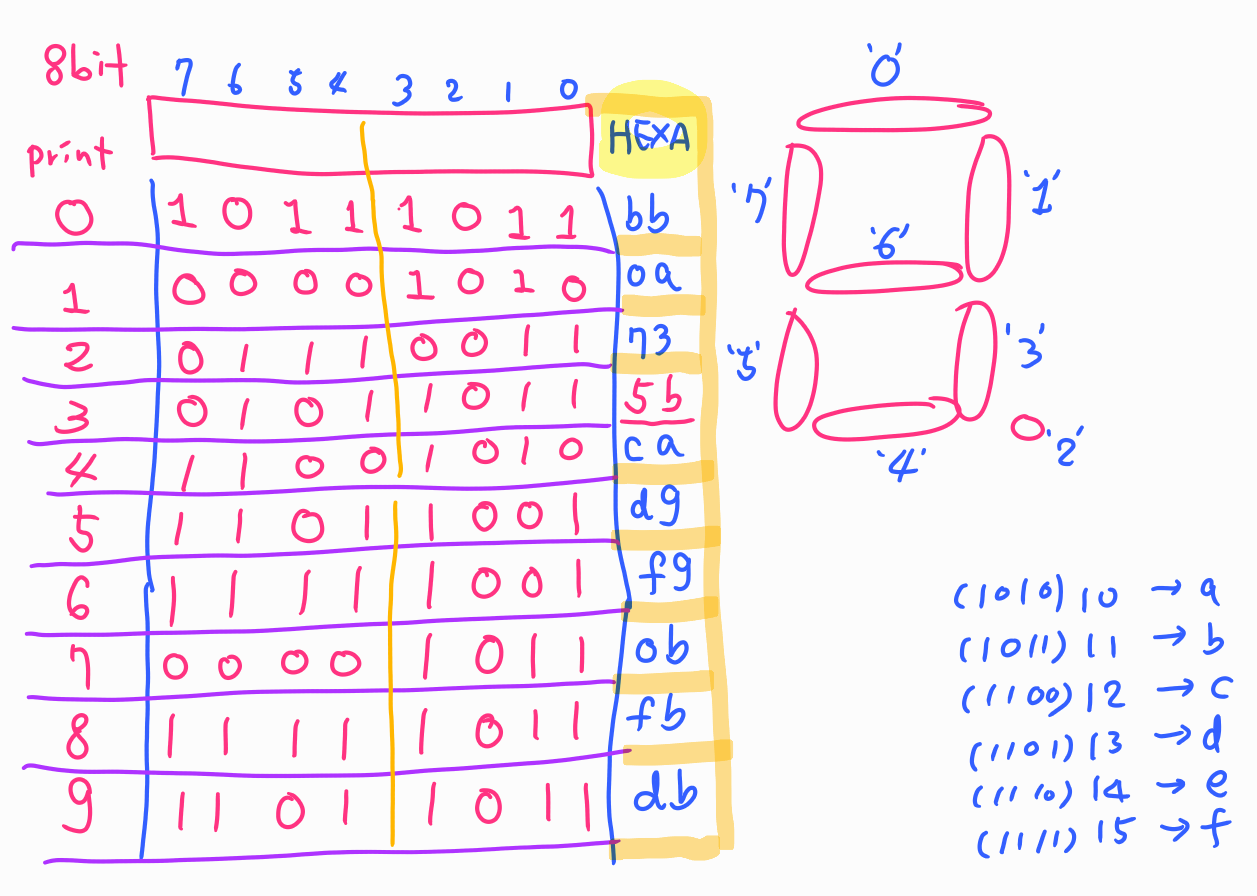 8bit 7 6 5 4 3 2 1 0
print HEXA
0 1 0 1 1 1 0 1 1 bb
1 0 0 0 0 1 0 1 0 0a
2 0 1 1 1 0 0 1 1 73
3 0 1 0 1 1 0 1 1 5b
4 1 1 0 0 1 0 1 0 ca
5 1 1 0 1 1 0 0 1 d9
6 1 1 1 1 1 0 0 1 f9
7 0 0 0 0 1 0 1 1 0b
8 1 1 1 1 1 0 1 1 fb
9 1 1 0 1 1 0 1 1 db
'0'
'7' '1'
'6'
'5' '3'
'4' '2'
(1010) 10 → a
(1011) 11 → b
(1100) 12 → c
(1101) 13 → d
(1110) 14 → e
(1111) 15 → f